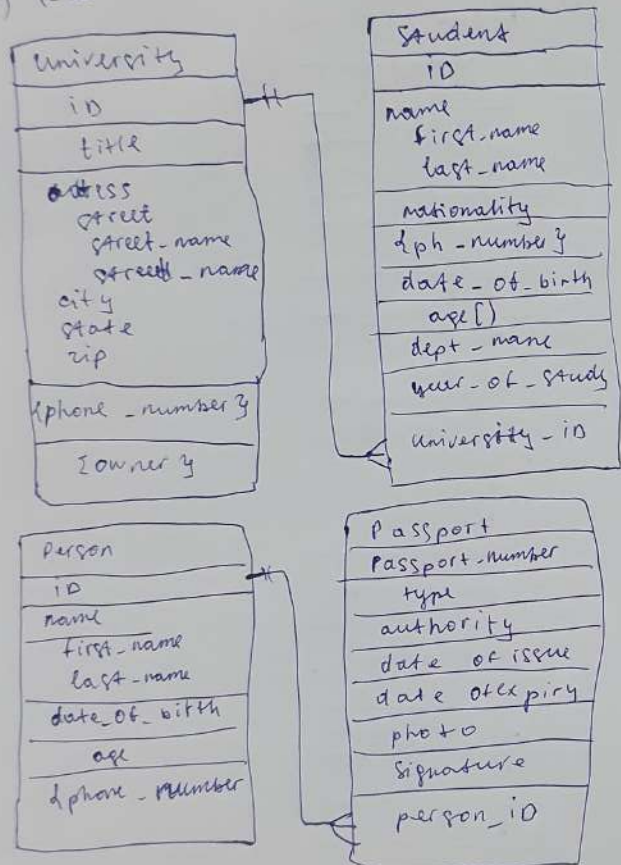 University
iD
title
street
street_name
street_name
city
state
zip
{phone_number}
{owner}
Student
iD
name
first_name
last_name
nationality
{ph_number}
date_of_birth
age()
dept_name
year_of_study
university_iD
Person
iD
name
first_name
last_name
date_of_birth
age
{phone_number
Passport
Passport-number
type
authority
date of issue
date of expiry
photo
Signature
person_iD